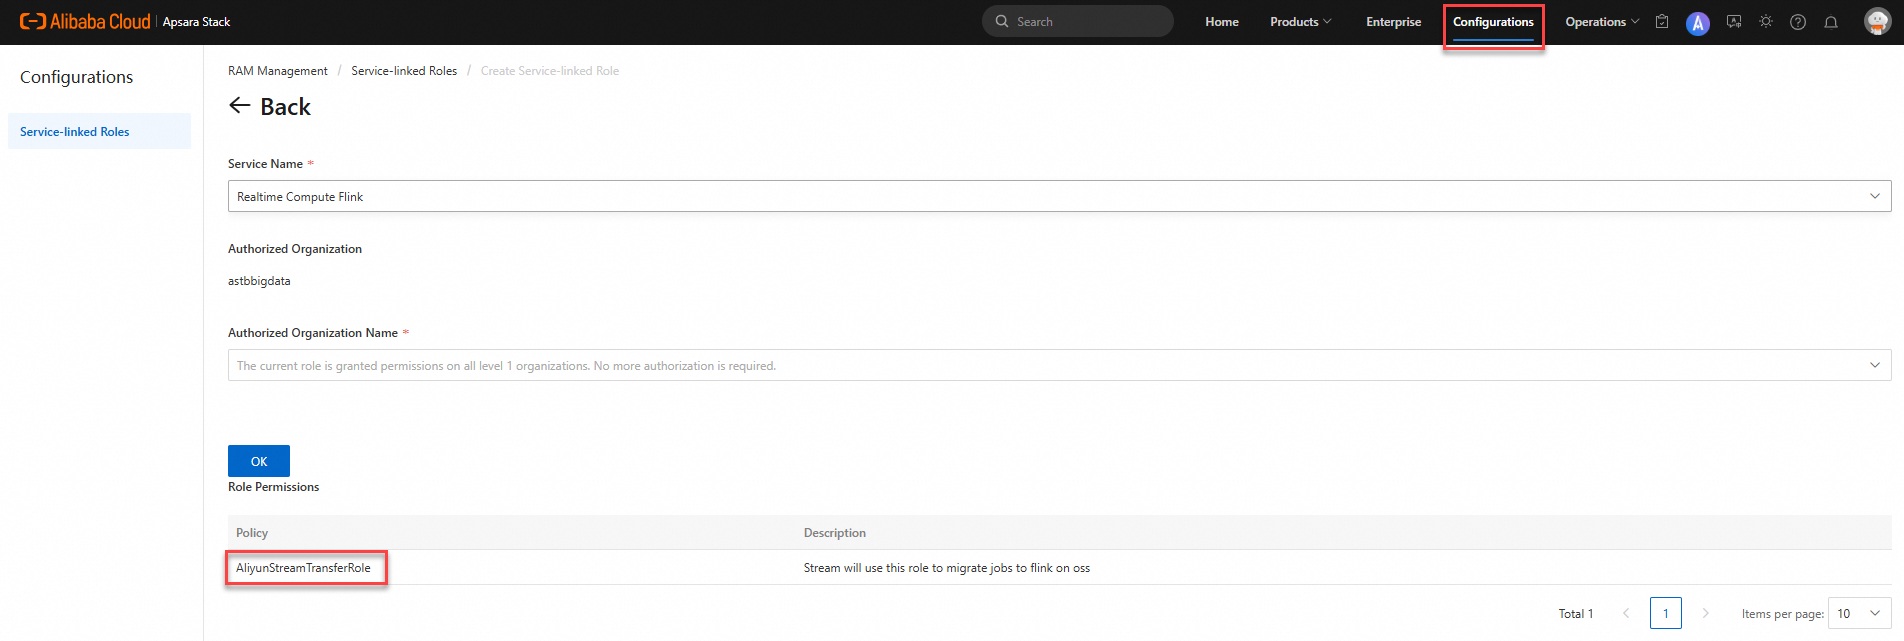 Alibaba Cloud | Apsara Stack
Search
Home
Products
Enterprise
Configurations
Operations
Configurations
Service-linked Roles
RAM Management / Service-linked Roles / Create Service-linked Role
Back
Service Name *
Realtime Compute Flink
Authorized Organization
astbbigdata
Authorized Organization Name *
The current role is granted permissions on all level 1 organizations. No more authorization is required.
OK
Role Permissions
Policy Description
AliyunStreamTransferRole Stream will use this role to migrate jobs to flink on oss
Total 1 1 Items per page: 10